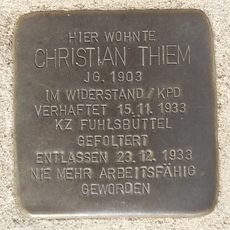 HIER WOHNTE
CHRISTIAN THIEM
JG. 1903
IM WIDERSTAND / KPD
VERHAFTET 15.11.1933
KZ FUHLSBÜTTEL
GEFOLTERT
ENTLASSEN 23.12.1933
NIE MEHR ARBEITSFÄHIG
GEWORDEN